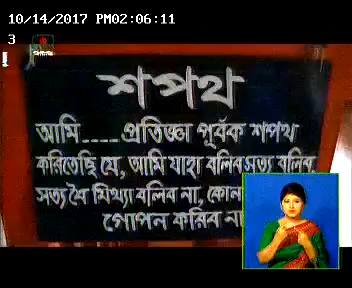 10/14/2017 PM02:06:11
3
শপথ
আমি.....প্রতিজ্ঞা পূর্বক শপথ
করিতেছি যে, আমি যাহা বলিব সত্য বলিব,
সত্য বৈ মিথ্যা বলিব না, কোন
গোপন করিব না